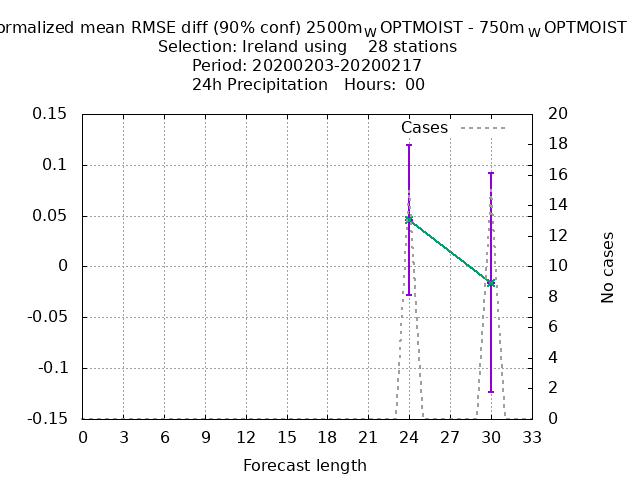 ormalized mean RMSE diff (90% conf) 2500m W OPTMOIST - 750m W OPTMOIST
Selection: Ireland using 28 stations
Period: 20200203-20200217
24h Precipitation Hours: 00
Cases
0.15
0.1
0.05
0
-0.05
-0.1
-0.15
20
18
16
14
12
10
8
6
4
2
0
No cases
0 3 6 9 12 15 18 21 24 27 30 33
Forecast length